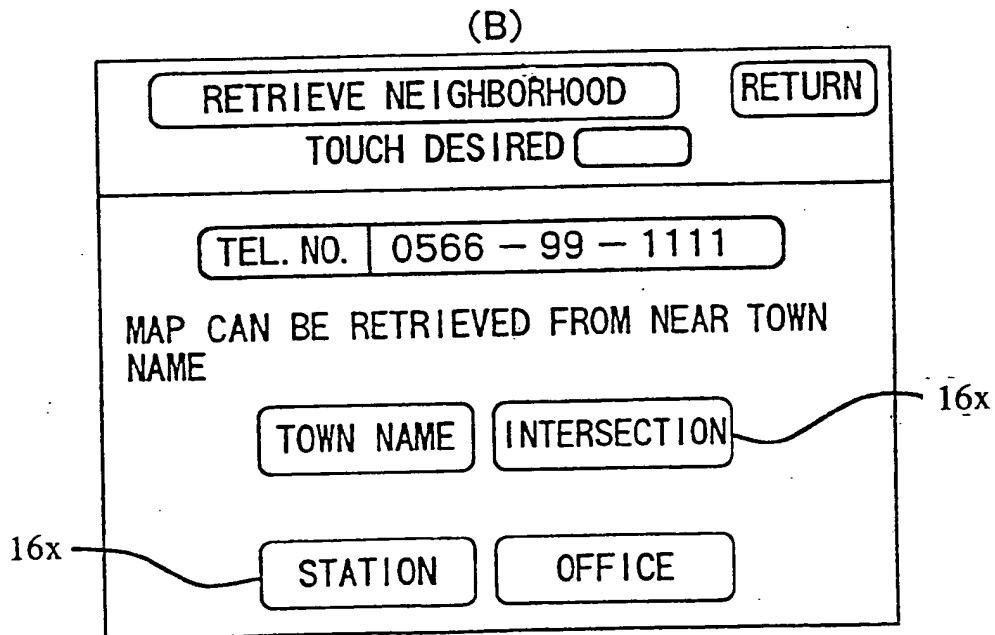 (B)
RETRIEVE NEIGHBORHOOD RETURN
TOUCH DESIRED
TEL. NO. 0566 – 99 – 1111
MAP CAN BE RETRIEVED FROM NEAR TOWN
NAME
TOWN NAME INTERSECTION 16x
16x STATION OFFICE